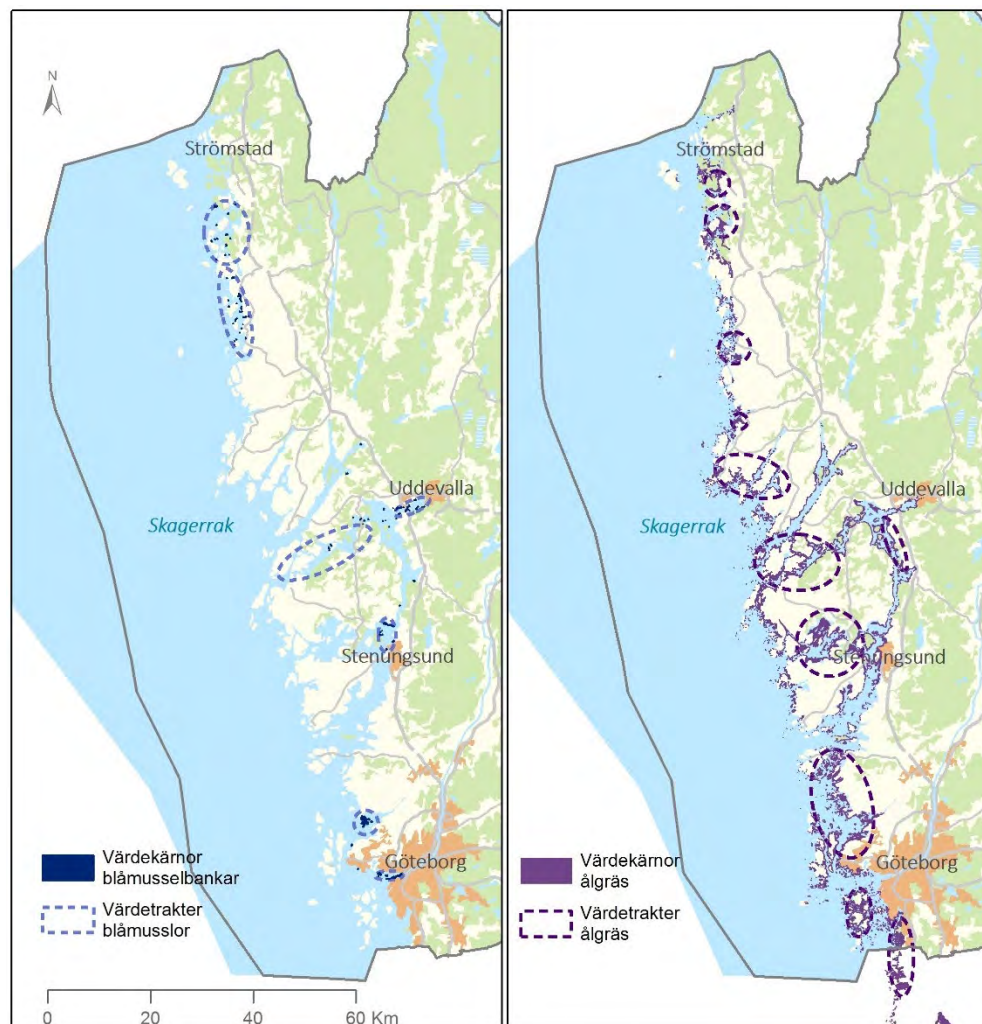 N
Strömstad
Uddevalla
Skagerrak
Stenungsund
Göteborg
Värdekärnor
blåmusselbankar
Värdetrakter
blåmusslor
0 20 40 60 Km
Strömstad
Uddevalla
Skagerrak
Stenungsund
Göteborg
Värdekärnor
ålgräs
Värdetrakter
ålgräs